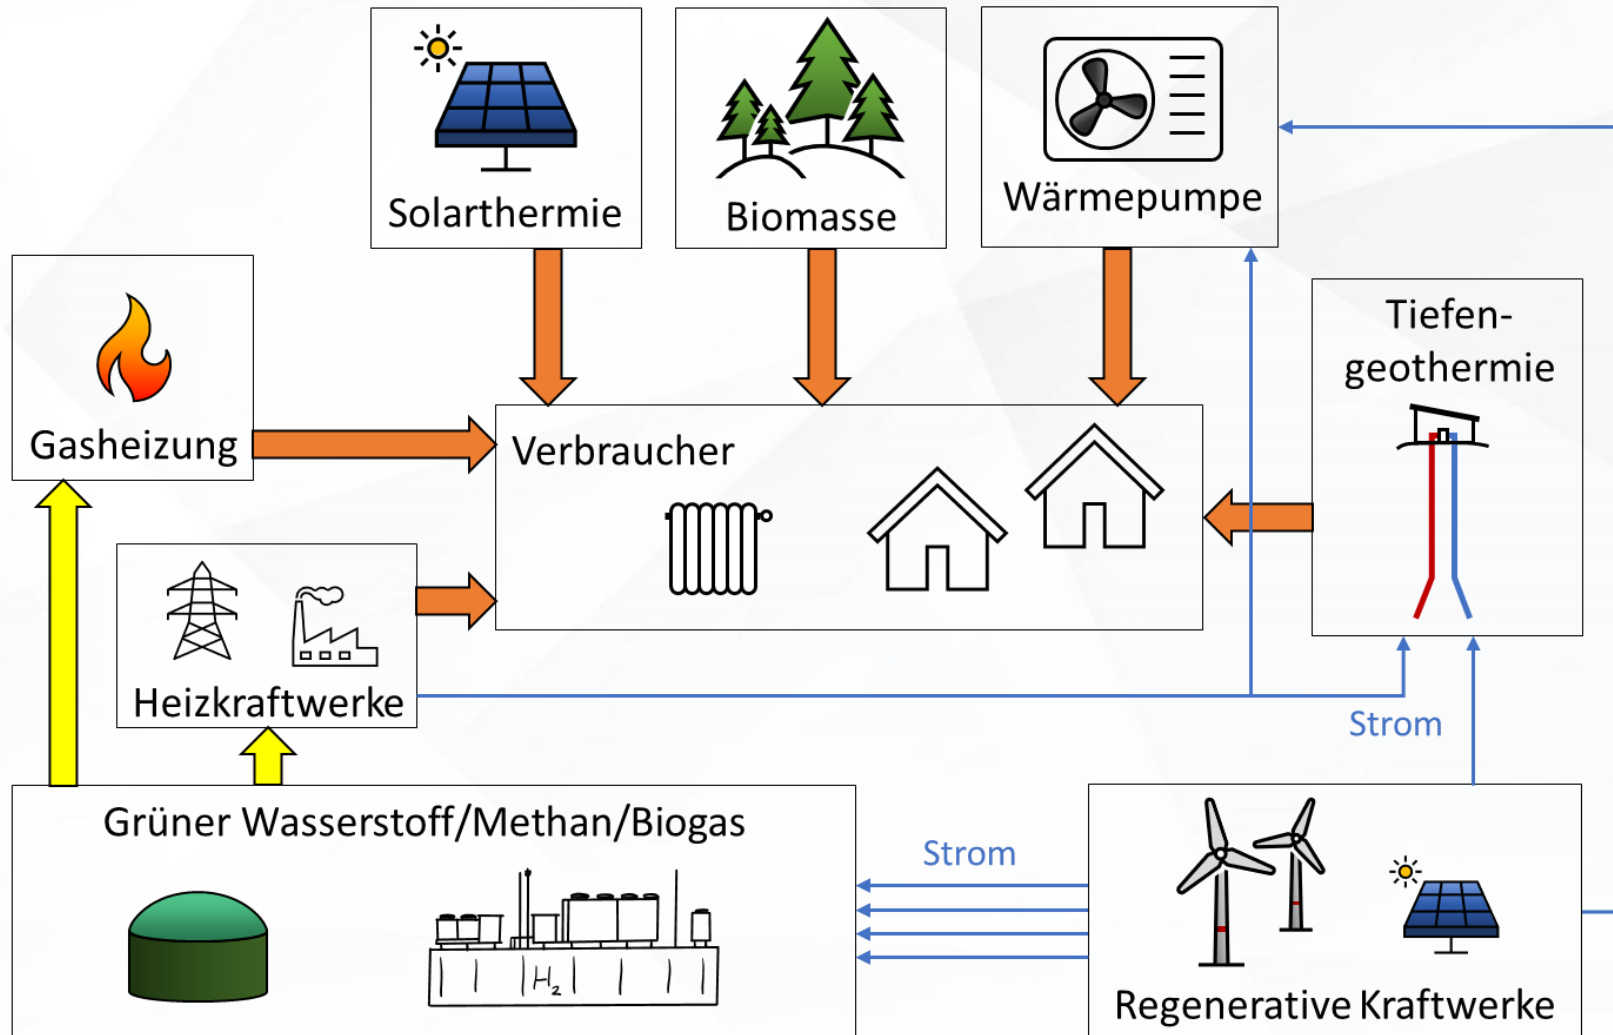 Solarthermie
Biomasse
Wärmepumpe
Gasheizung
Verbraucher
Tiefen-
geothermie
Heizkraftwerke
Strom
Grüner Wasserstoff/Methan/Biogas
H₂
Strom
Regenerative Kraftwerke